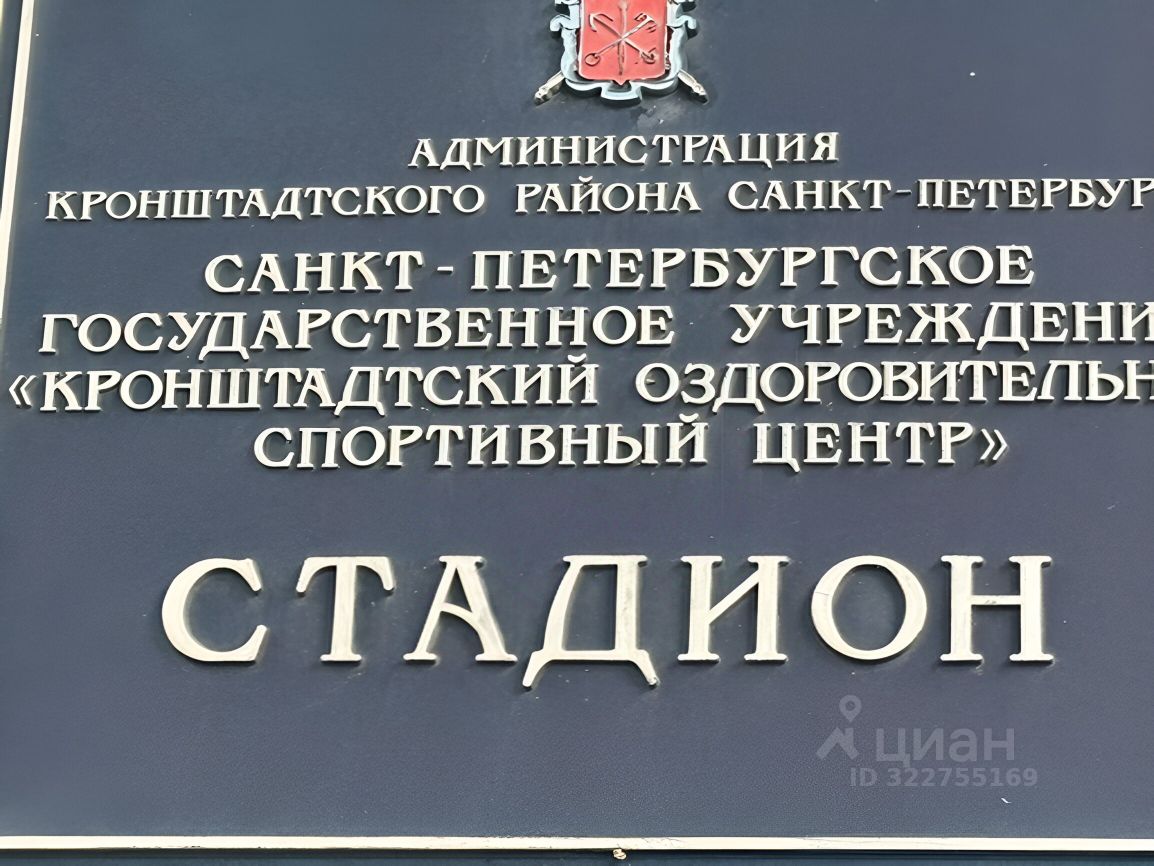 АДМИНИСТРАЦИЯ
КРОНШТАДТСКОГО РАЙОНА САНКТ-ПЕТЕРБУР
САНКТ-ПЕТЕРБУРГСКОЕ
ГОСУДАРСТВЕННОЕ УЧРЕЖДЕНИ
«КРОНШТАДТСКИЙ ОЗДОРОВИТЕЛЬН
СПОРТИВНЫЙ ЦЕНТР»
СТАДИОН
циан
ID 322755169